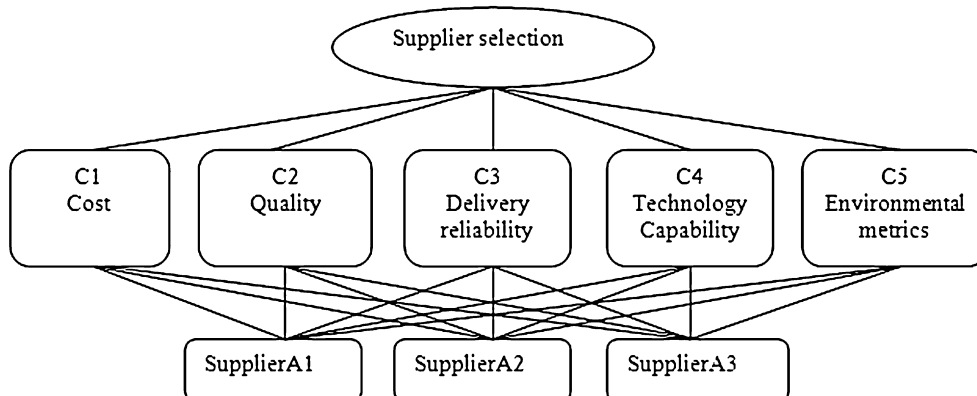 Supplier selection
C1
Cost
C2
Quality
C3
Delivery
reliability
C4
Technology
Capability
C5
Environmental
metrics
SupplierA1
SupplierA2
SupplierA3